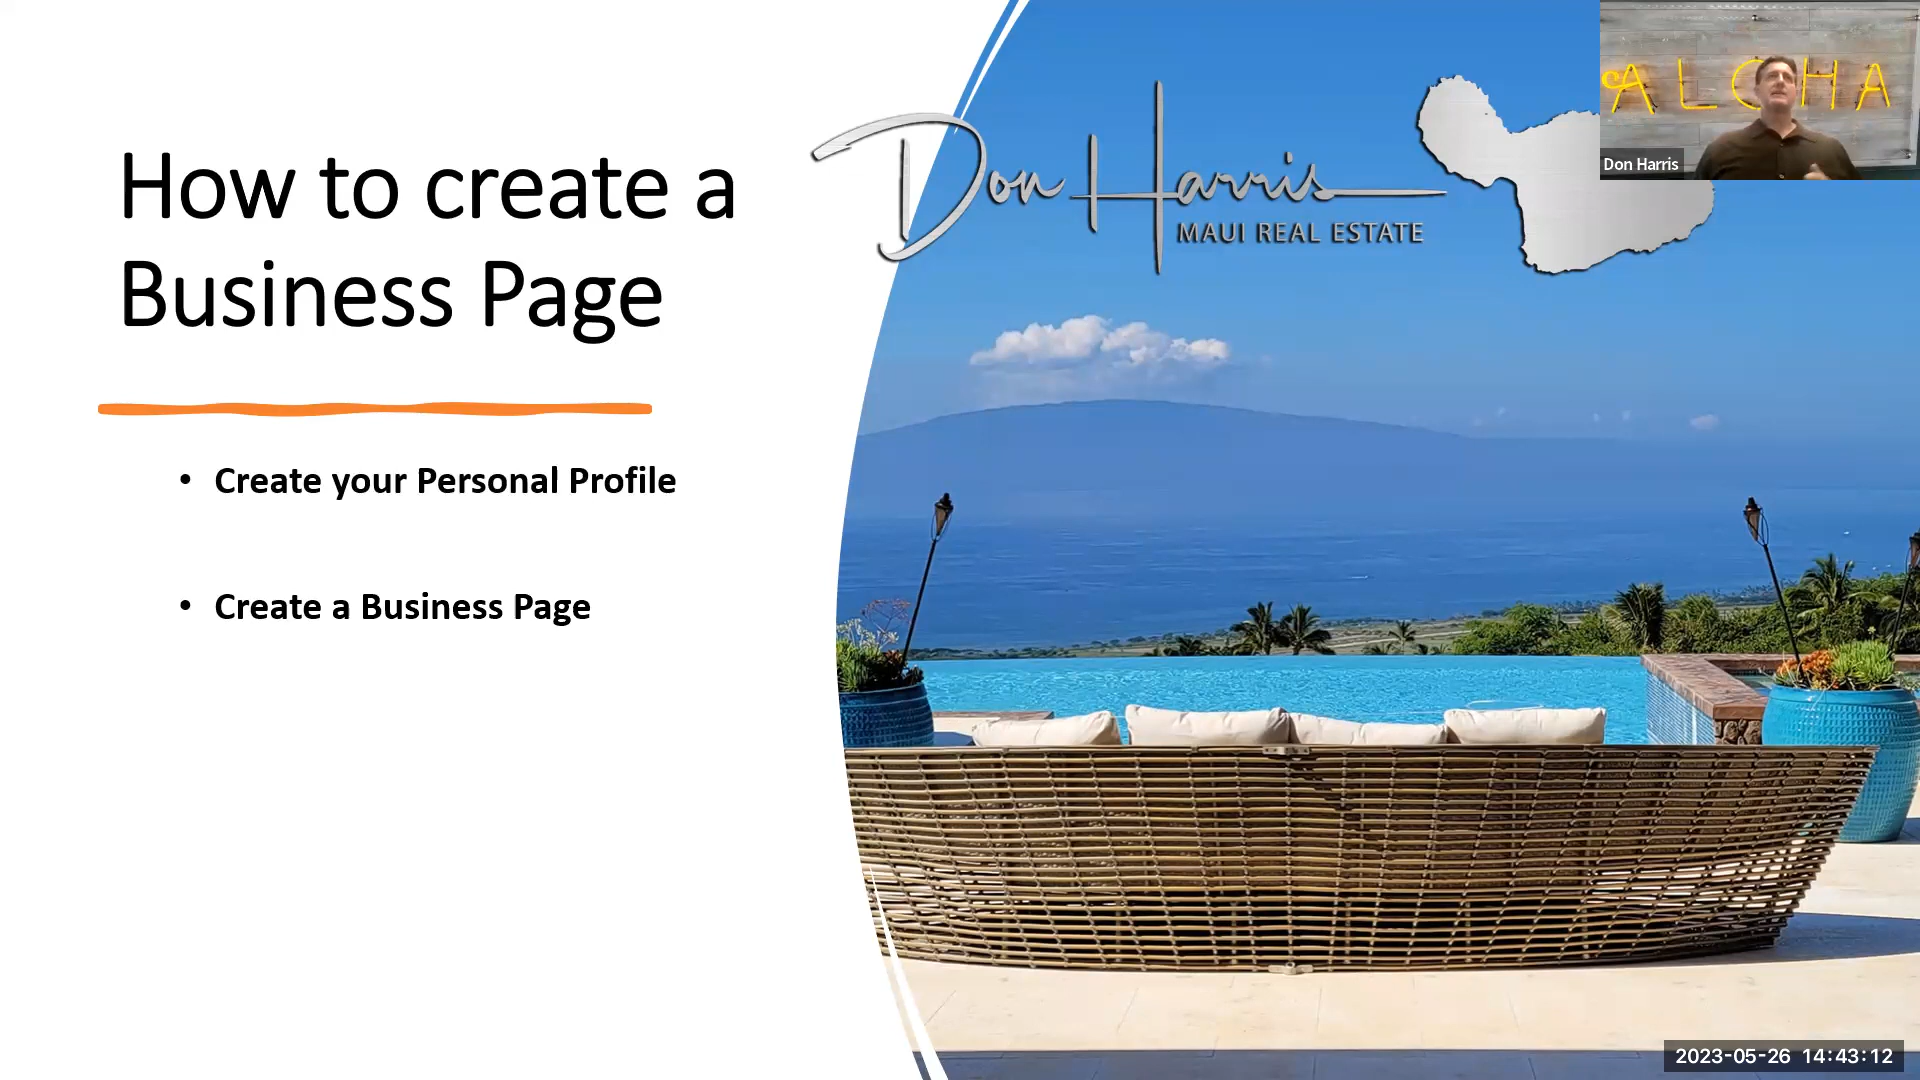 How to create a
Business Page
Create your Personal Profile
Create a Business Page
Don Harris
MAUI REAL ESTATE
ALOHA
Don Harris
2023-05-26 14:43:12